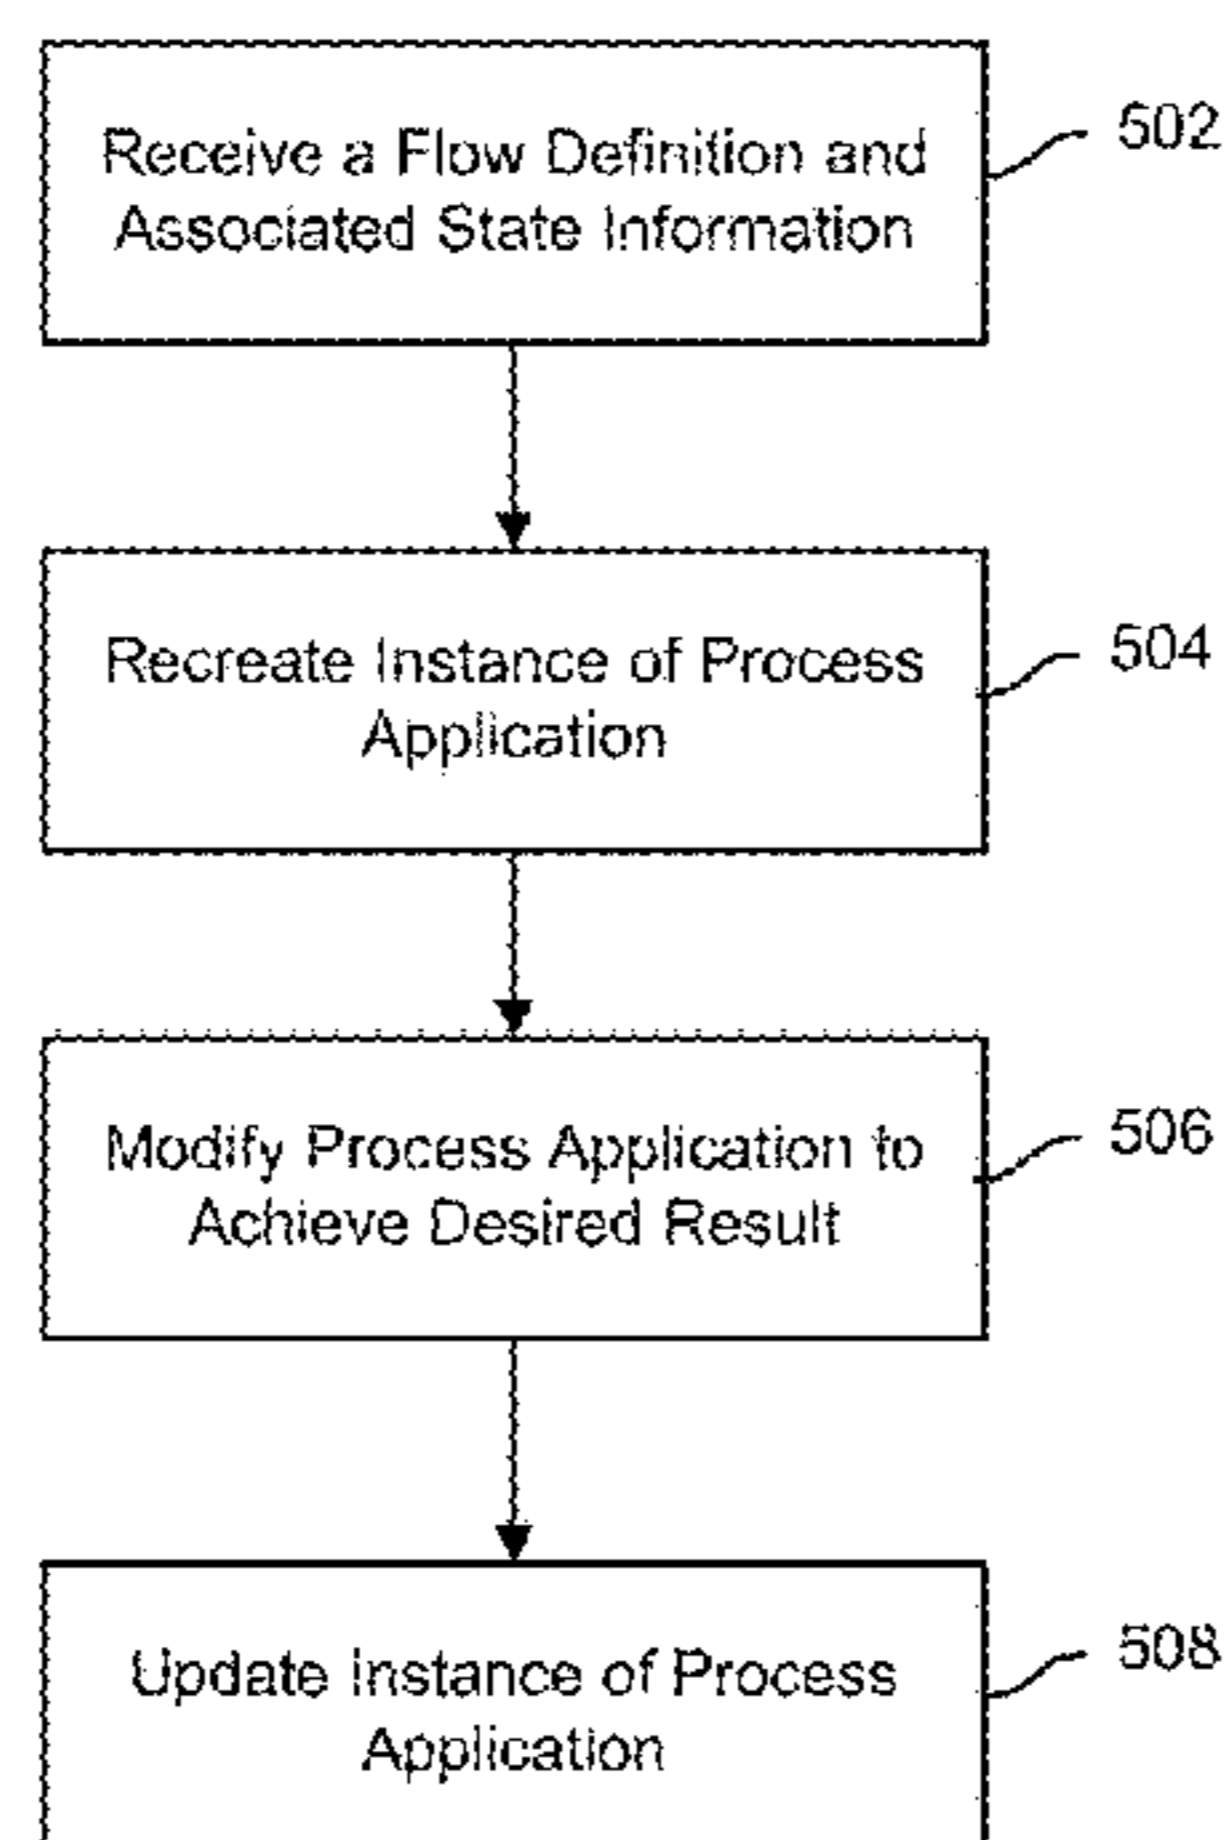 Receive a Flow Definition and
Associated State Information
502
Recreate Instance of Process
Application
504
Modify Process Application to
Achieve Desired Result
506
Update Instance of Process
Application
508